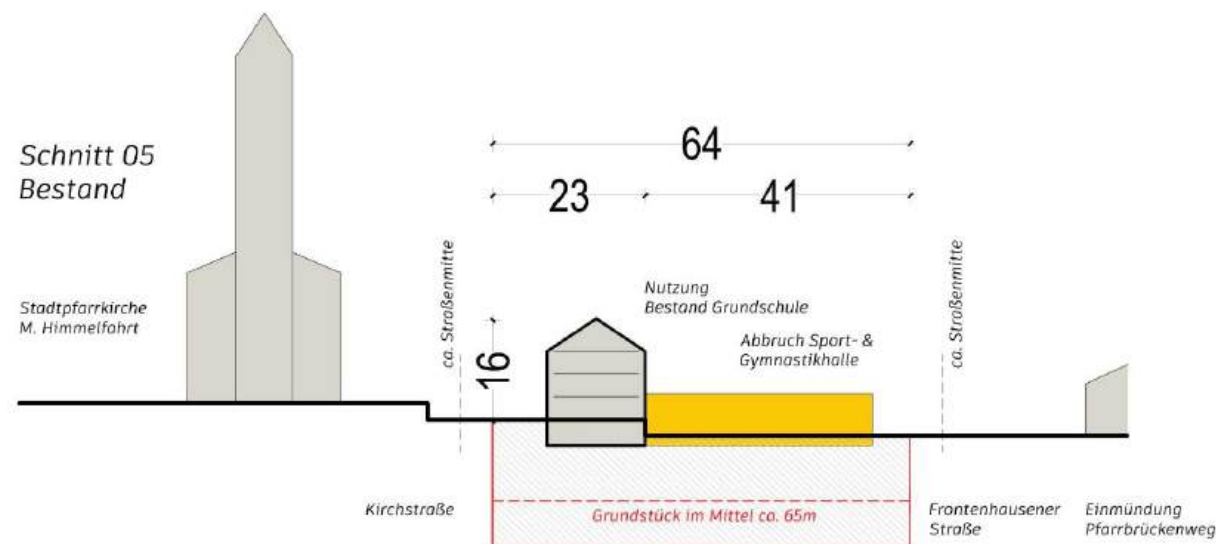 Schnitt 05
Bestand
64
23
41
ca. Straßenmitte
ca. Straßenmitte
Stadtpfarrkirche
M. Himmelfahrt
16
Nutzung
Bestand Grundschule
Abbruch Sport- &
Gymnastikhalle
Kirchstraße
Grundstück im Mittel ca. 65m
Frontenhausener
Straße
Einmündung
Pfarrbrückenweg